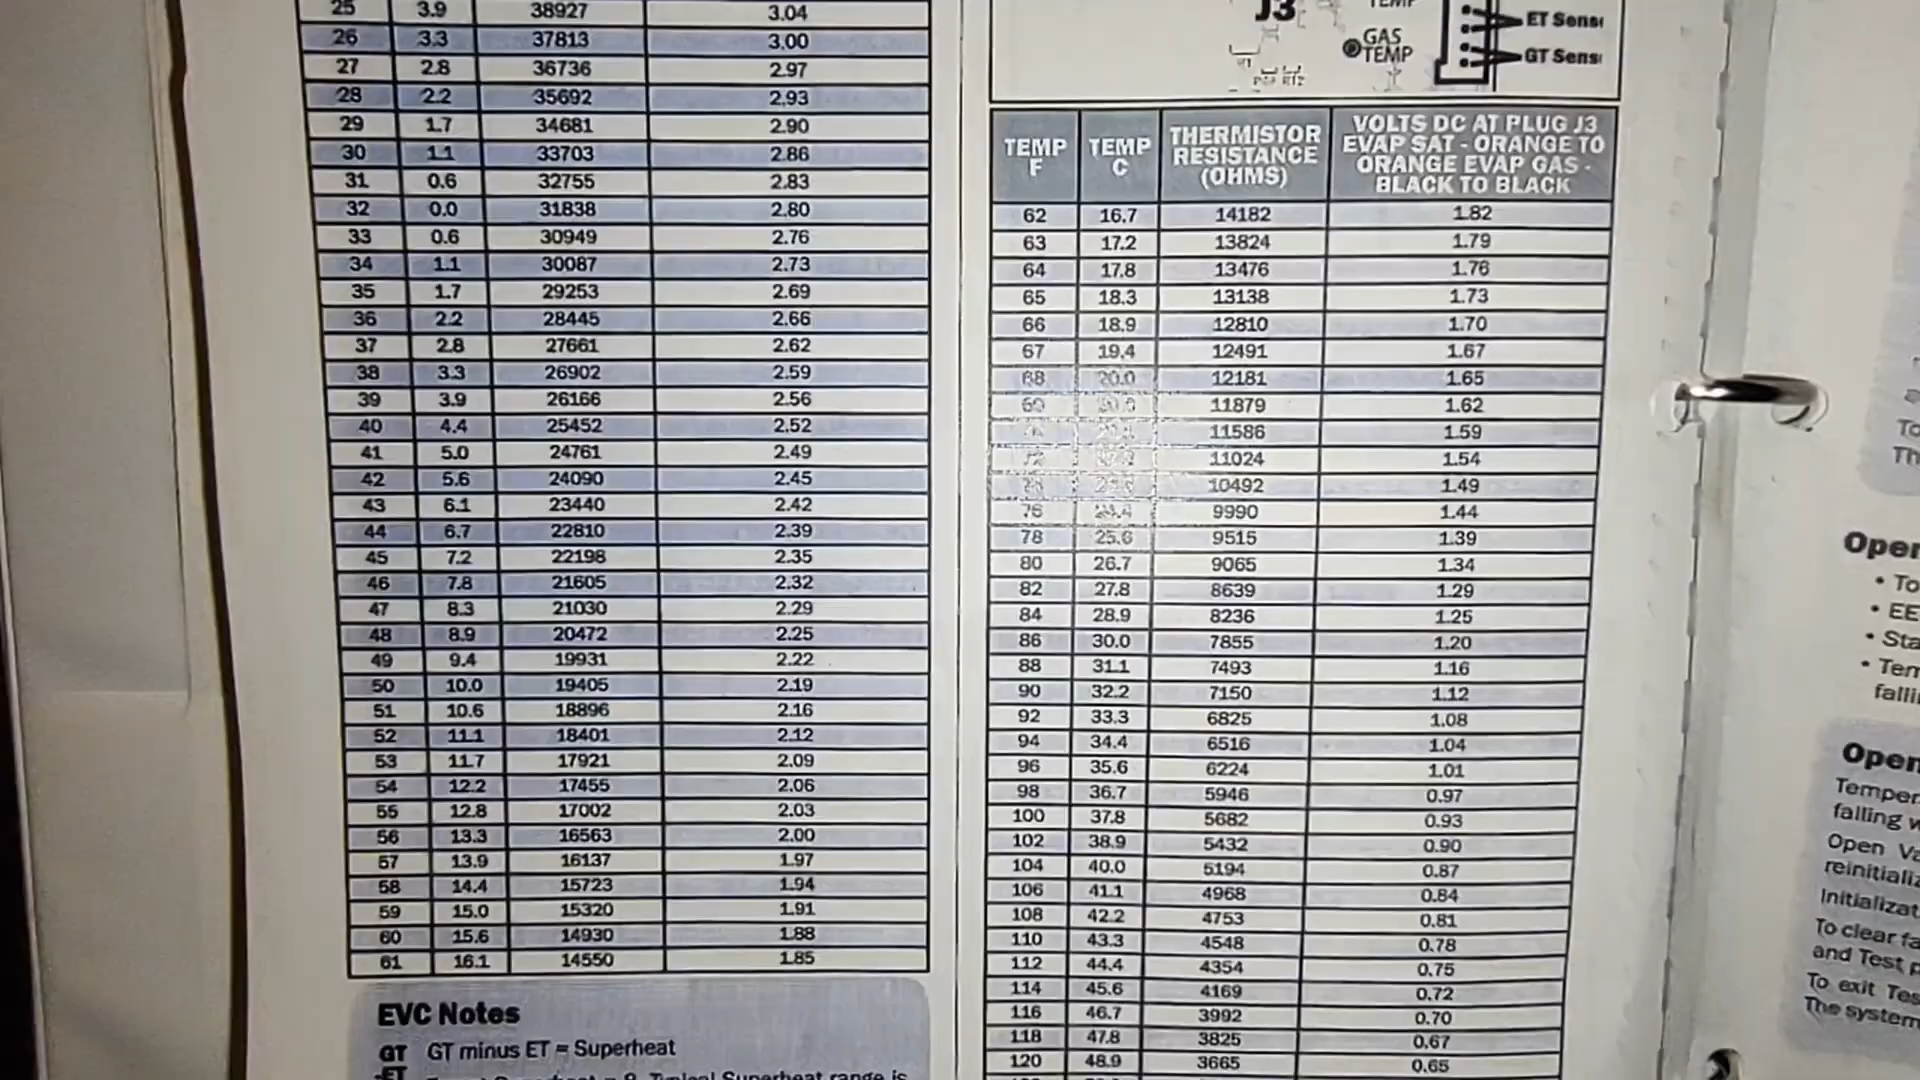 25 3.9 38927 3.04
26 3.3 37813 3.00
27 2.8 36736 2.97
28 2.2 35692 2.93
29 1.7 34681 2.90
30 1.1 33703 2.86
31 0.6 32755 2.83
32 0.0 31838 2.80
33 0.6 30949 2.76
34 1.1 30087 2.73
35 1.7 29253 2.69
36 2.2 28445 2.66
37 2.8 27661 2.62
38 3.3 26902 2.59
39 3.9 26166 2.56
40 4.4 25452 2.52
41 5.0 24761 2.49
42 5.6 24090 2.45
43 6.1 23440 2.42
44 6.7 22810 2.39
45 7.2 22198 2.35
46 7.8 21605 2.32
47 8.3 21030 2.29
48 8.9 20472 2.25
49 9.4 19931 2.22
50 10.0 19405 2.19
51 10.6 18896 2.16
52 11.1 18401 2.12
53 11.7 17921 2.09
54 12.2 17455 2.06
55 12.8 17002 2.03
56 13.3 16563 2.00
57 13.9 16137 1.97
58 14.4 15723 1.94
59 15.0 15320 1.91
60 15.6 14930 1.88
61 16.1 14550 1.85
EVC Notes
GT GT minus ET = Superheat
-ET
Superheat range is
J3
TEMP
GAS
TEMP
ET Sens
GT Sens
TEMP
F
TEMP
C
THERMISTOR
RESISTANCE
(OHMS)
VOLTS DC AT PLUG J3
EVAP SAT - ORANGE TO
ORANGE EVAP GAS -
BLACK TO BLACK
62 16.7 14182 1.82
63 17.2 13824 1.79
64 17.8 13476 1.76
65 18.3 13138 1.73
66 18.9 12810 1.70
67 19.4 12491 1.67
68 20.0 12181 1.65
11879 1.62
11586 1.59
11024 1.54
10492 1.49
76 9990 1.44
78 25.6 9515 1.39
80 26.7 9065 1.34
82 27.8 8639 1.29
84 28.9 8236 1.25
86 30.0 7855 1.20
88 31.1 7493 1.16
90 32.2 7150 1.12
92 33.3 6825 1.08
94 34.4 6516 1.04
96 35.6 6224 1.01
98 36.7 5946 0.97
100 37.8 5682 0.93
102 38.9 5432 0.90
104 40.0 5194 0.87
106 41.1 4968 0.84
108 42.2 4753 0.81
110 43.3 4548 0.78
112 44.4 4354 0.75
114 45.6 4169 0.72
116 46.7 3992 0.70
118 47.8 3825 0.67
120 48.9 3665 0.65
To
Th
Oper
• To
• EE
• Sta
• Tem
falli
Open
Temper
falling w
Open Va
reinitializ
Initializat
To clear fa
and Test p
To exit Tes
The system